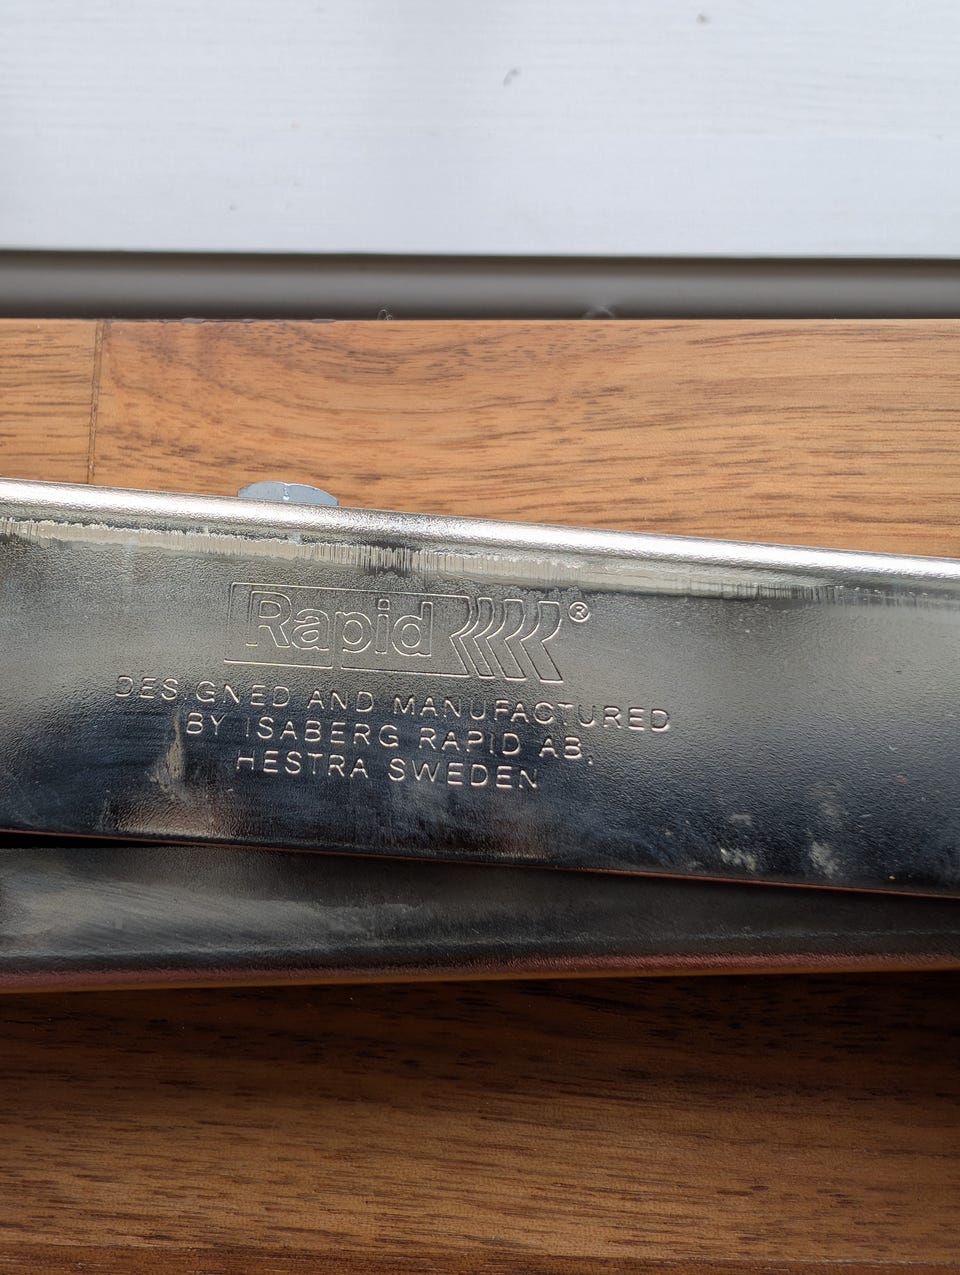 Rapid®
DESIGNED AND MANUFACTURED
BY ISABERG RAPID AB,
HESTRA SWEDEN